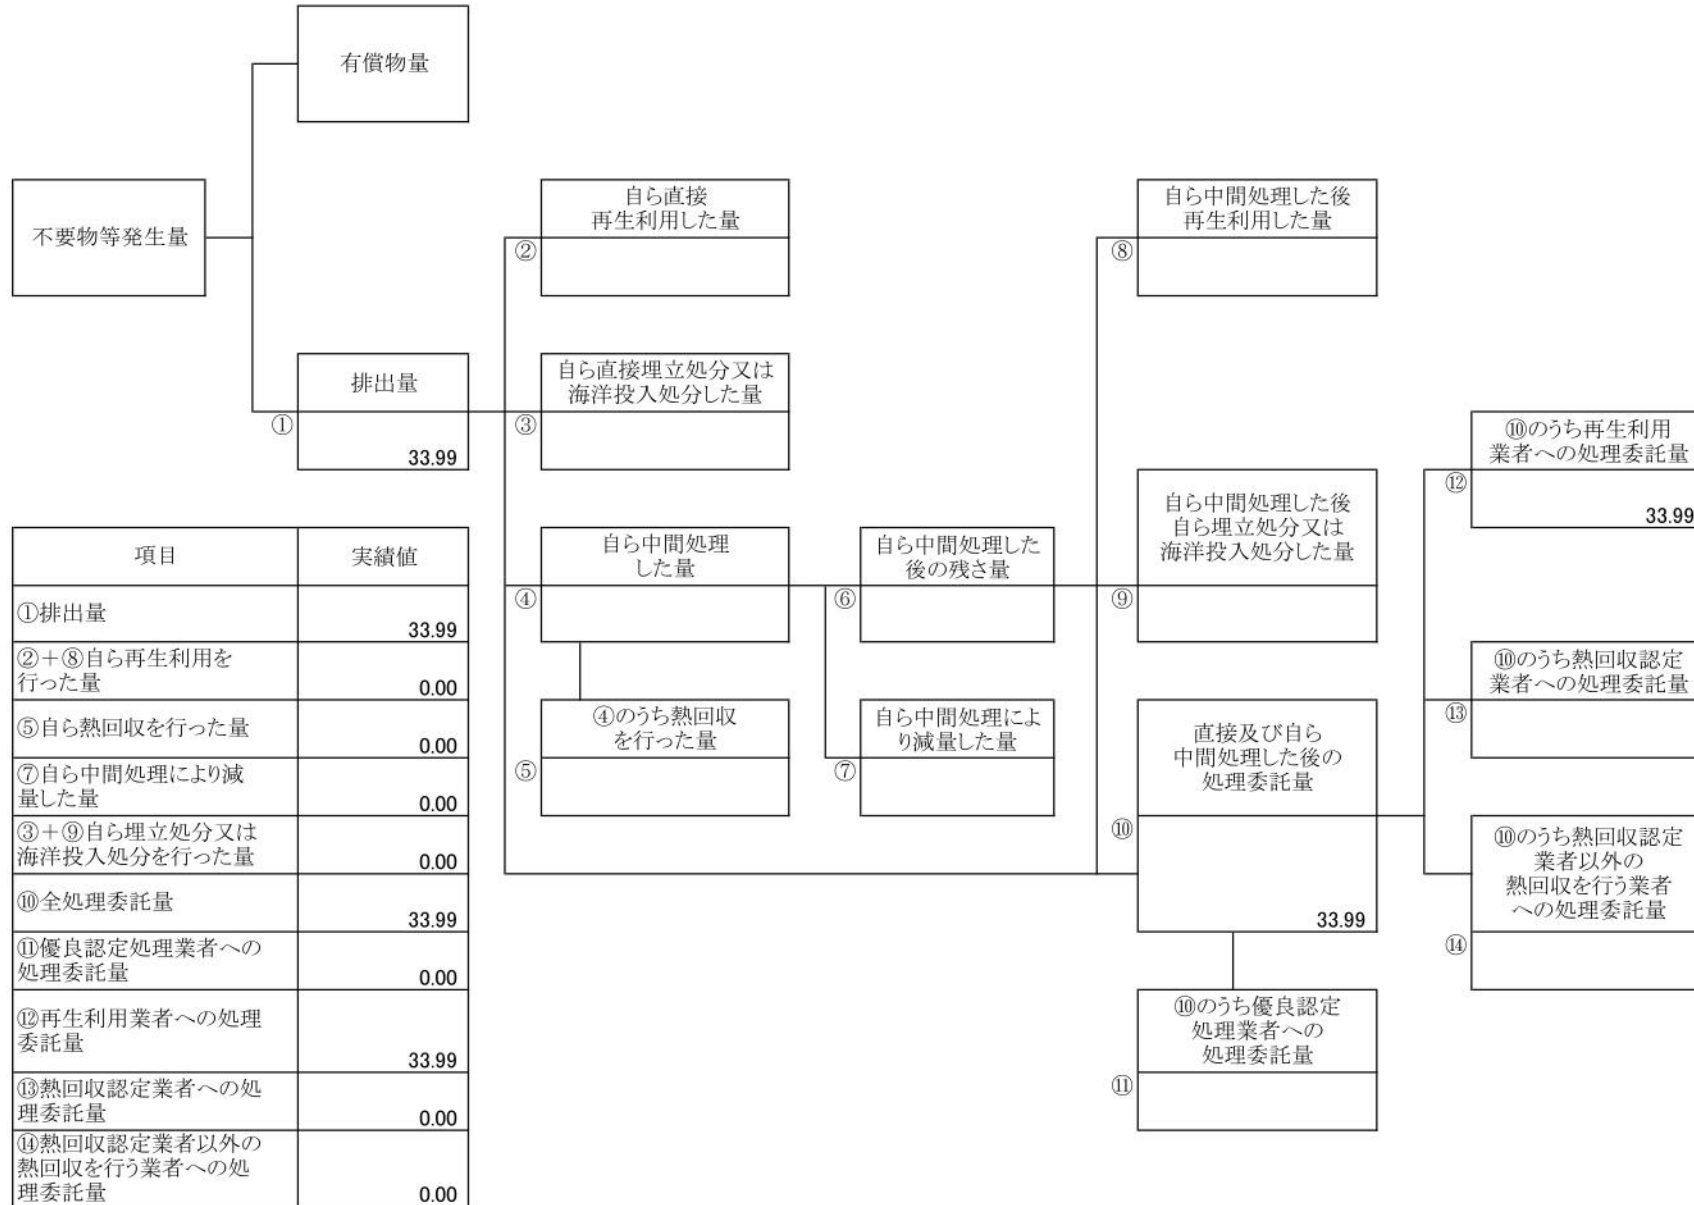 有償物量
不要物等発生量
自ら直接
再生利用した量
②
自ら中間処理した後
再生利用した量
⑧
排出量
①
33.99
自ら直接埋立処分又は
海洋投入処分した量
③
⑩のうち再生利用
業者への処理委託量
⑫
33.99
自ら中間処理
した量
④
自ら中間処理した
後の残さ量
⑥
自ら中間処理した後
自ら埋立処分又は
海洋投入処分した量
⑨
⑩のうち熱回収認定
業者への処理委託量
⑬
④のうち熱回収
を行った量
⑤
自ら中間処理によ
り減量した量
⑦
直接及び自ら
中間処理した後の
処理委託量
⑩
33.99
⑩のうち熱回収認定
業者以外の
熱回収を行う業者
への処理委託量
⑭
⑩のうち優良認定
処理業者への
処理委託量
⑪
項目 実績値
①排出量
33.99
②+⑧自ら再生利用を
行った量 0.00
⑤自ら熱回収を行った量
0.00
⑦自ら中間処理により減
量した量 0.00
③+⑨自ら埋立処分又は
海洋投入処分を行った量 0.00
⑩全処理委託量
33.99
⑪優良認定処理業者への
処理委託量 0.00
⑫再生利用業者への処理
委託量 33.99
⑬熱回収認定業者への処
理委託量 0.00
⑭熱回収認定業者以外の
熱回収を行う業者への処
理委託量 0.00